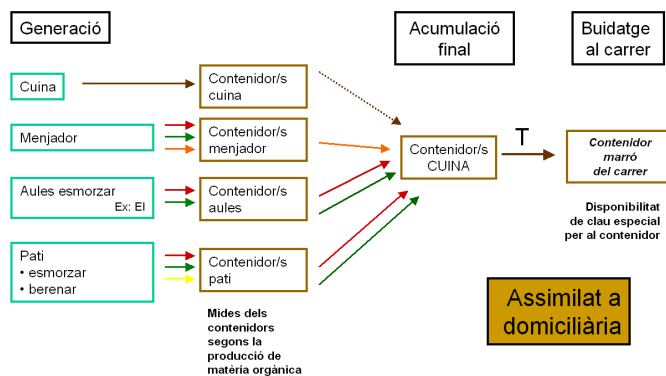 Generació
Acumulació
final
Buidatge
al carrer
Cuina
Contenidor/s
cuina
Menjador
Contenidor/s
menjador
Contenidor/s
CUINA
T
Contenidor
marró
del carrer
Aules esmorzar
Ex: EI
Contenidor/s
aules
Disponibilitat
de clau especial
per al contenidor
Pati
• esmorzar
• berenar
Contenidor/s
pati
Mides dels
contenidors
segons la
producció de
matèria orgànica
Assimilat a
domiciliària